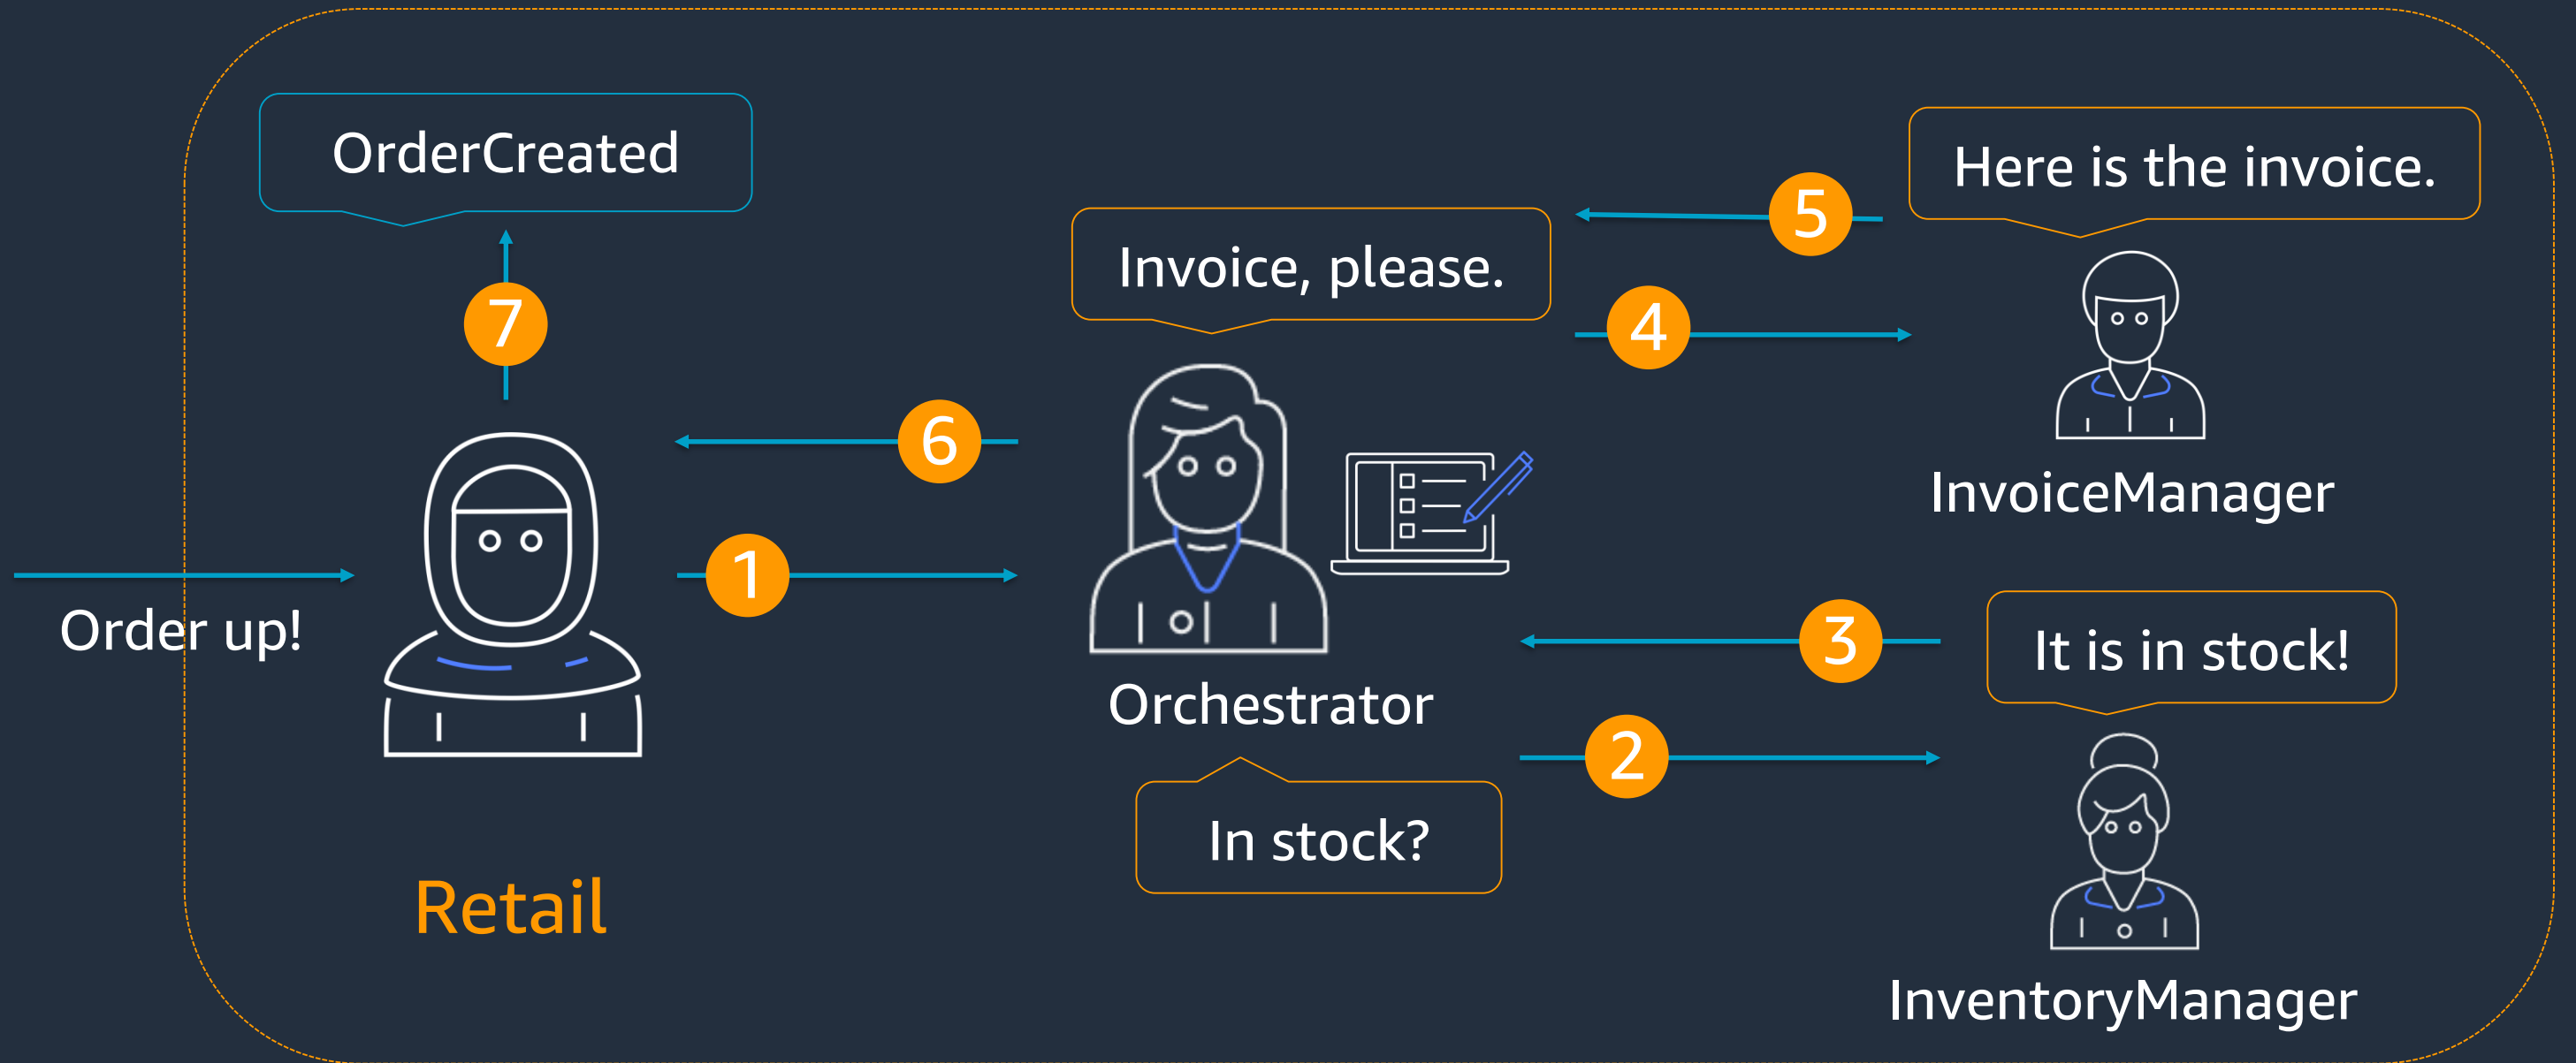 OrderCreated
Here is the invoice.
5
Invoice, please.
7
4
6
InvoiceManager
1
Order up!
3
It is in stock!
Orchestrator
2
In stock?
Retail
InventoryManager